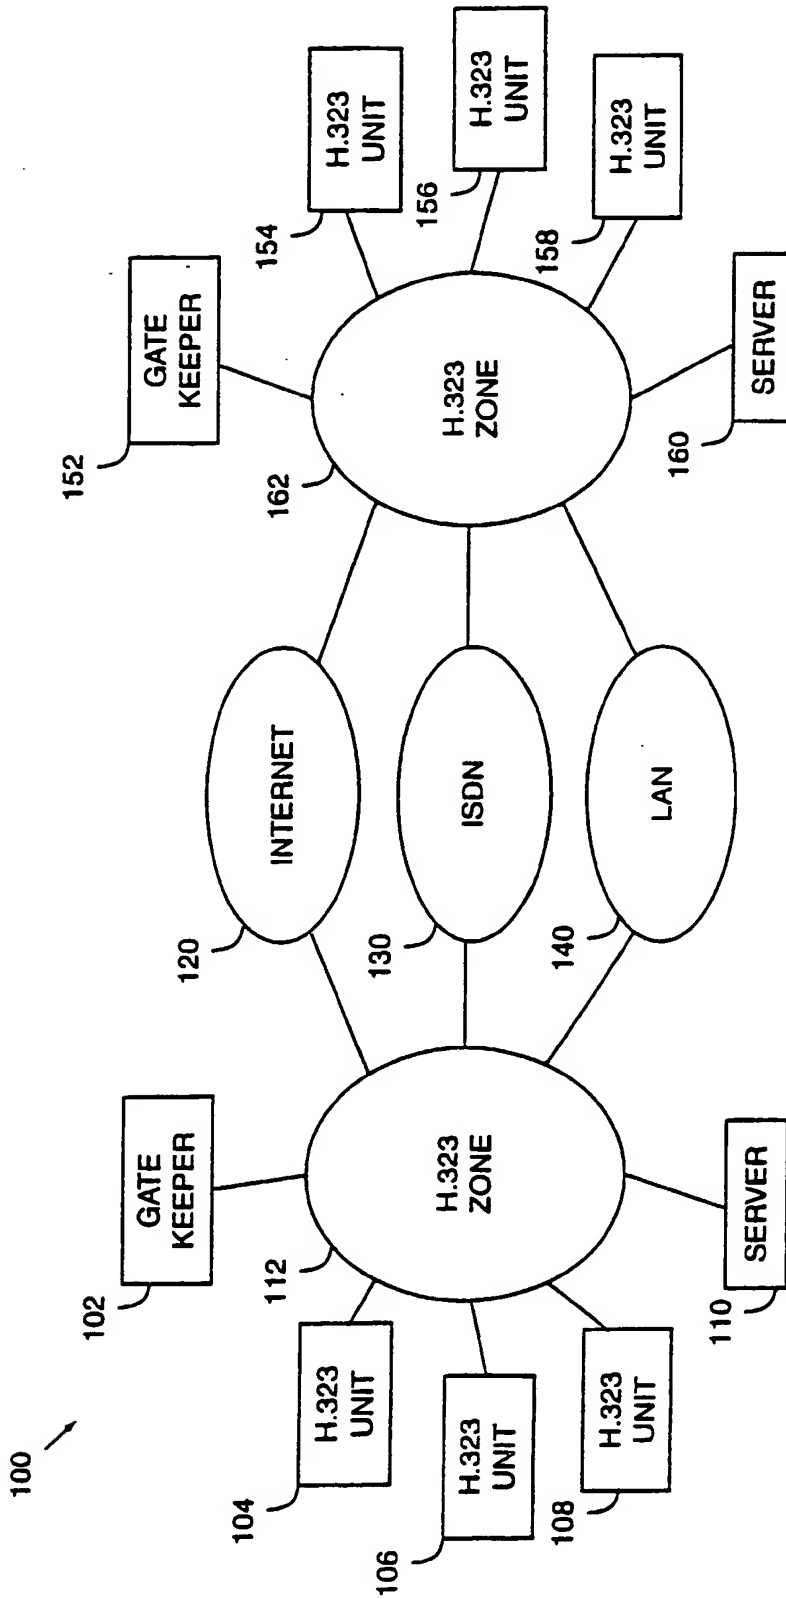 100
102
GATE
KEEPER
104
H.323
UNIT
106
H.323
UNIT
108
H.323
UNIT
110
SERVER
112
H.323
ZONE
120
INTERNET
130
ISDN
140
LAN
152
GATE
KEEPER
162
H.323
ZONE
154
H.323
UNIT
156
H.323
UNIT
158
H.323
UNIT
160
SERVER